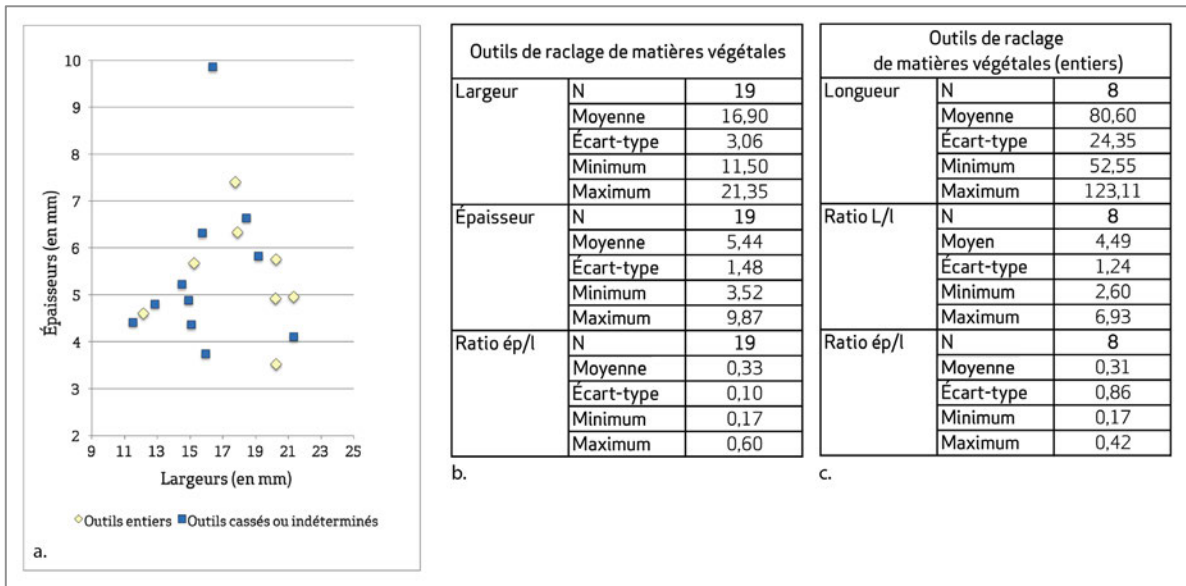 10
9
8
7
6
5
4
3
2
Épaisseurs (en mm)
9 11 13 15 17 19 21 23 25
Largeurs (en mm)
Outils entiers Outils cassés ou indéterminés
a.
Outils de raclage de matières végétales
Largeur N 19
Moyenne 16,90
Écart-type 3,06
Minimum 11,50
Maximum 21,35
Épaisseur N 19
Moyenne 5,44
Écart-type 1,48
Minimum 3,52
Maximum 9,87
Ratio ép/l N 19
Moyenne 0,33
Écart-type 0,10
Minimum 0,17
Maximum 0,60
b.
Outils de raclage
de matières végétales (entiers)
Longueur N 8
Moyenne 80,60
Écart-type 24,35
Minimum 52,55
Maximum 123,11
Ratio L/l N 8
Moyen 4,49
Écart-type 1,24
Minimum 2,60
Maximum 6,93
Ratio ép/l N 8
Moyenne 0,31
Écart-type 0,86
Minimum 0,17
Maximum 0,42
c.